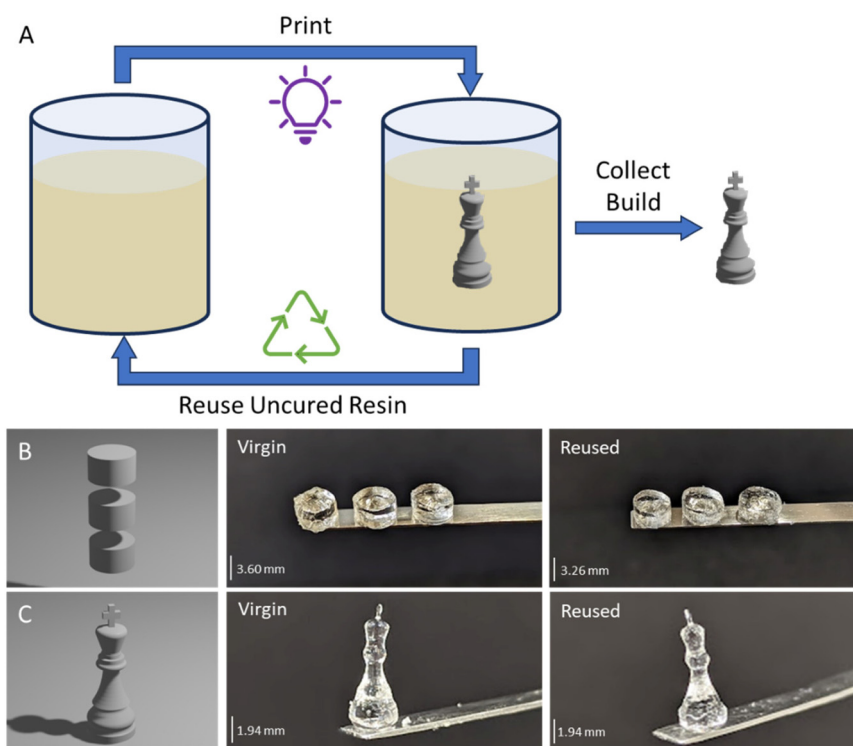 A
Print
Collect
Build
Reuse Uncured Resin
B
Virgin
3.60 mm
Reused
3.26 mm
C
Virgin
1.94 mm
Reused
1.94 mm